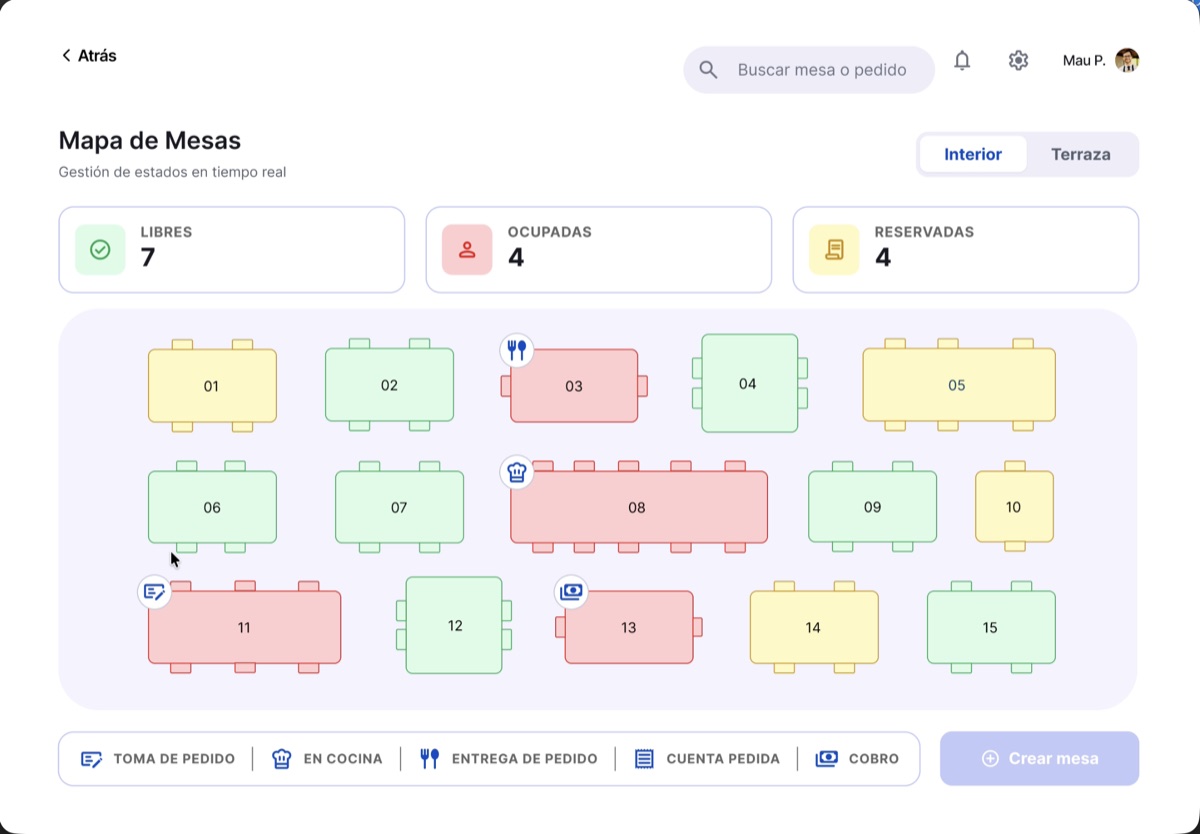 Atrás
Buscar mesa o pedido
Mau P.
Mapa de Mesas
Gestión de estados en tiempo real
Interior
Terraza
LIBRES
7
OCUPADAS
4
RESERVADAS
4
01
02
03
04
05
06
07
08
09
10
11
12
13
14
15
TOMA DE PEDIDO
EN COCINA
ENTREGA DE PEDIDO
CUENTA PEDIDA
COBRO
Crear mesa